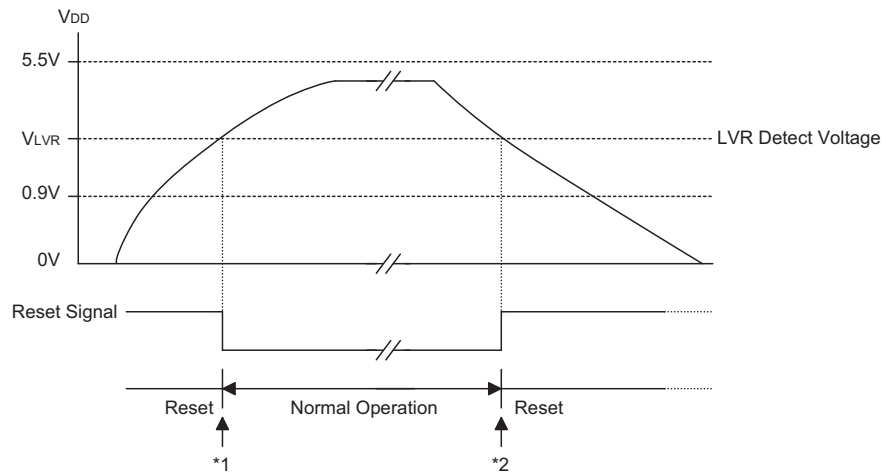 VDD
5.5V
VLVR
LVR Detect Voltage
0.9V
0V
Reset Signal
Reset
Normal Operation
Reset
*1
*2